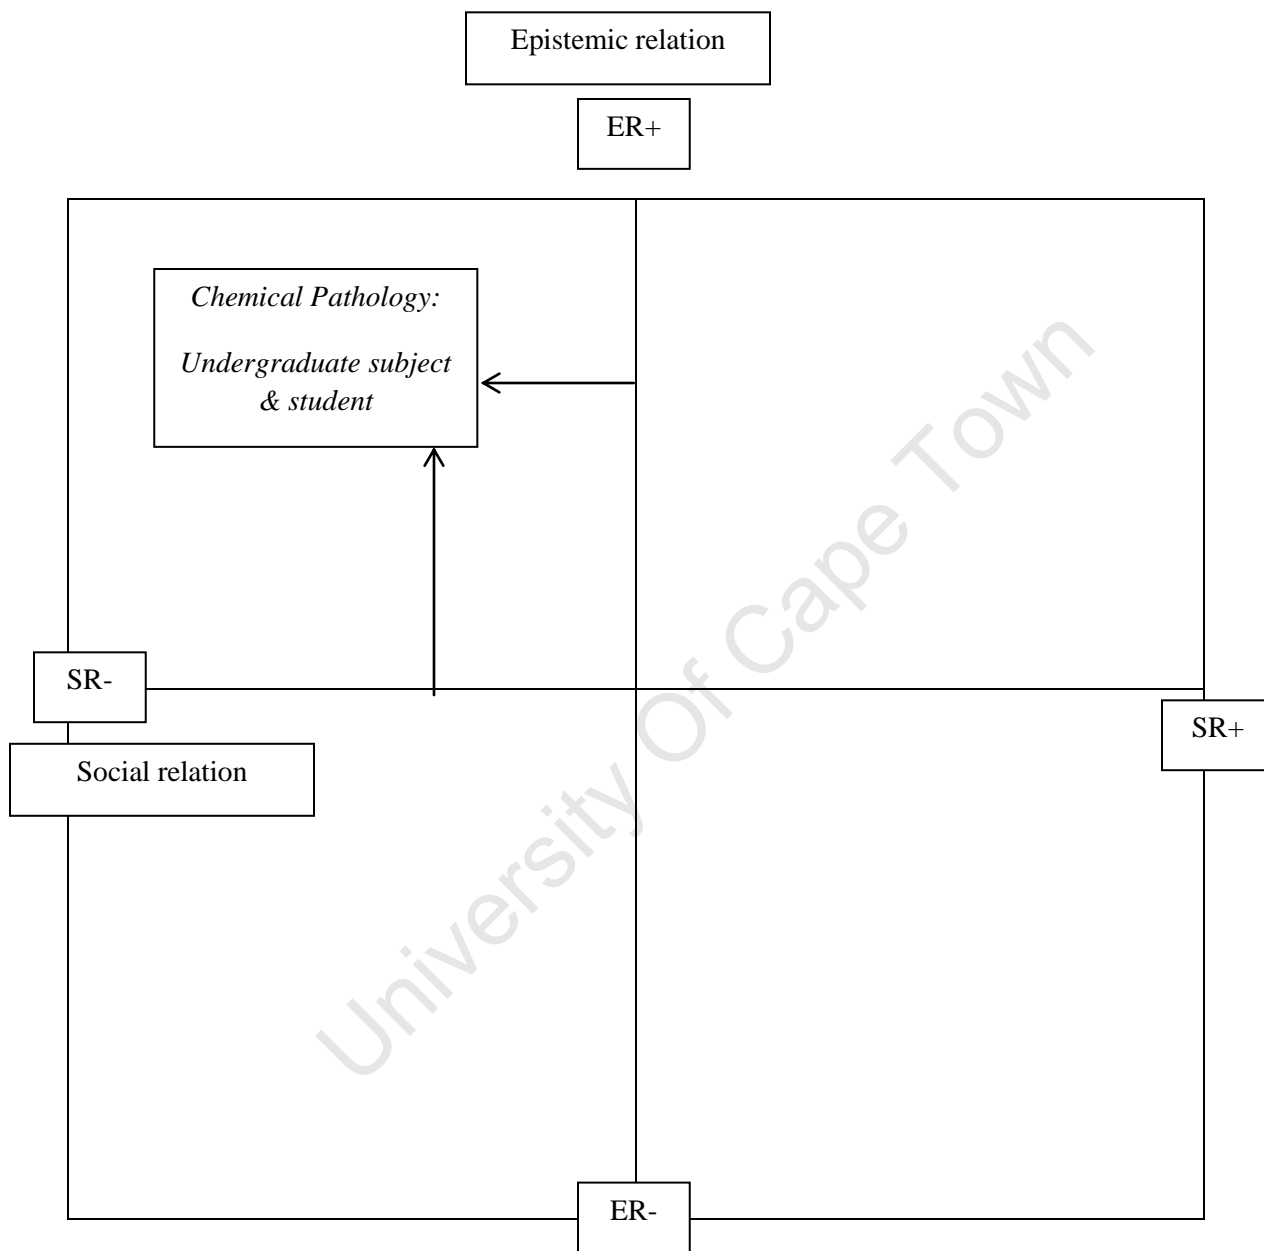 Epistemic relation
ER+
Chemical Pathology:
Undergraduate subject
& student
SR-
SR+
Social relation
ER-
University Of Cape Town